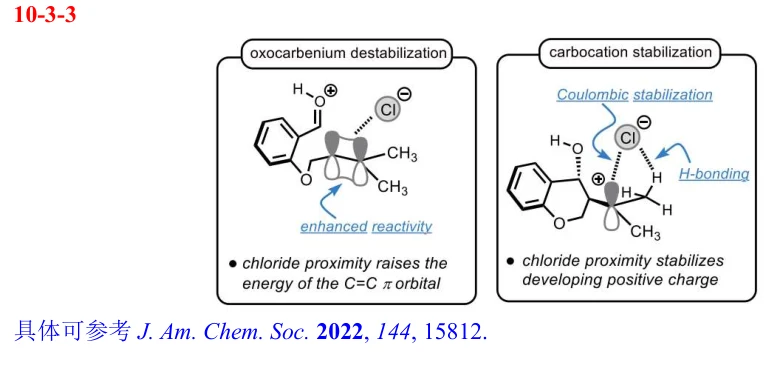 10-3-3
oxocarbenium destabilization
H
O
⊕
⊖
Cl
O
CH3
CH3
enhanced reactivity
• chloride proximity raises the
energy of the C=C π orbital
carbocation stabilization
Coulombic stabilization
⊖
Cl
H-O
⊕
H
H
H
H-bonding
O
CH3
• chloride proximity stabilizes
developing positive charge
具体可参考 J. Am. Chem. Soc. 2022, 144, 15812.